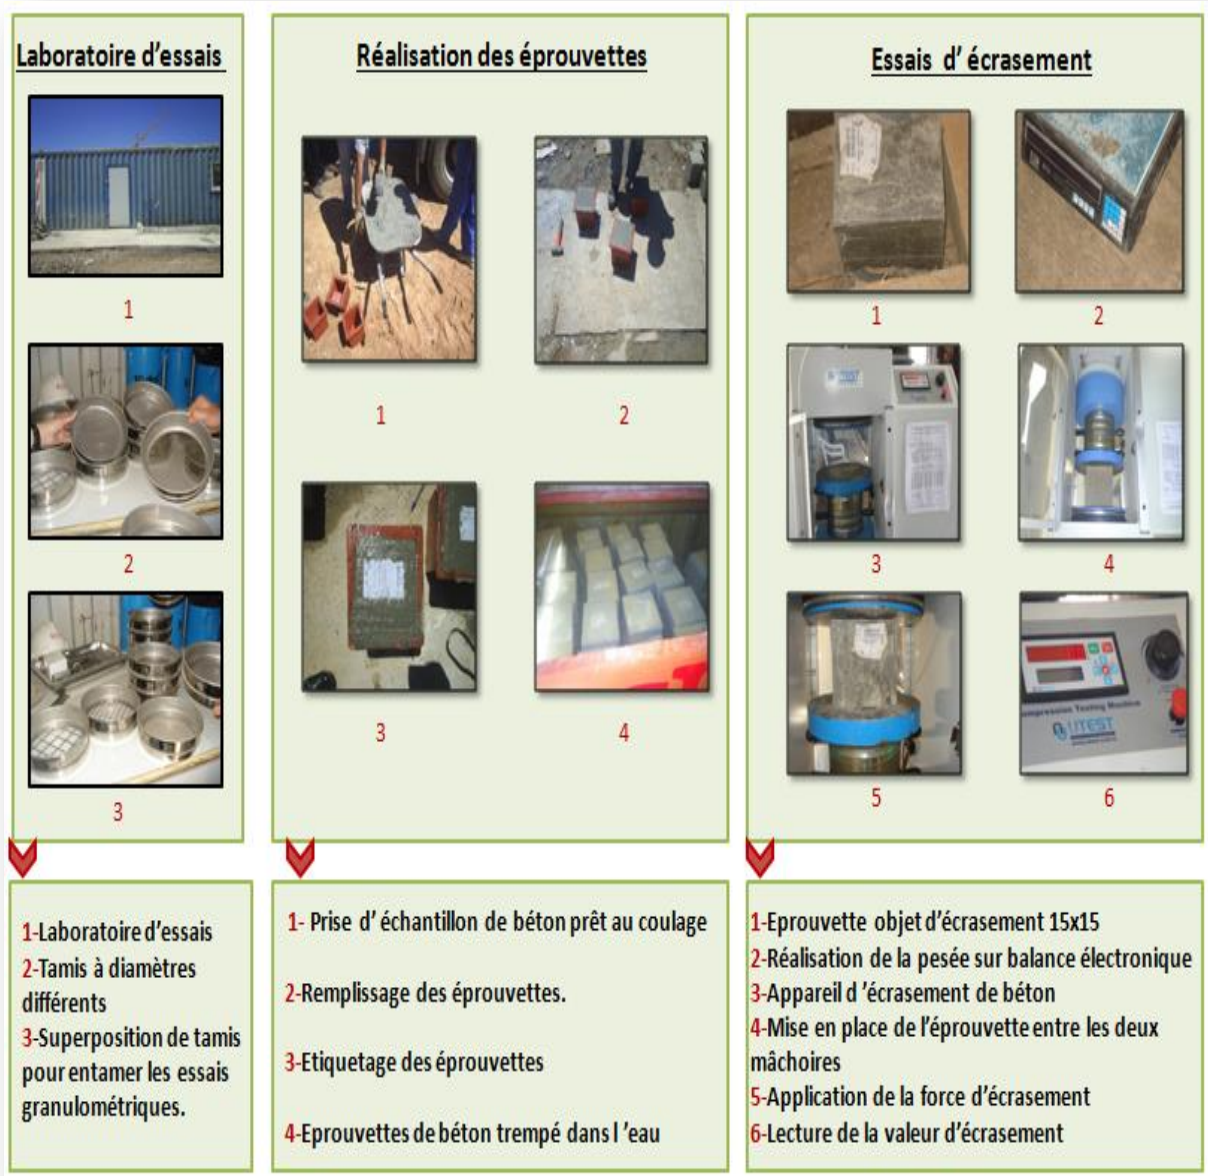 Laboratoire d'essais
1
2
3
Réalisation des éprouvettes
1
2
3
4
Essais d' écrasement
1
2
UTEST
3
4
5
Compression Testing Machine
UTEST
6
1-Laboratoire d'essais
2-Tamis à diamètres
différents
3-Superposition de tamis
pour entamer les essais
granulométriques.
1- Prise d' échantillon de béton prêt au coulage
2-Remplissage des éprouvettes.
3-Etiquetage des éprouvettes
4-Eprouvettes de béton trempé dans l 'eau
1-Eprouvette objet d'écrasement 15x15
2-Réalisation de la pesée sur balance électronique
3-Appareil d 'écrasement de béton
4-Mise en place de l'éprouvette entre les deux
mâchoires
5-Application de la force d'écrasement
6-Lecture de la valeur d'écrasement